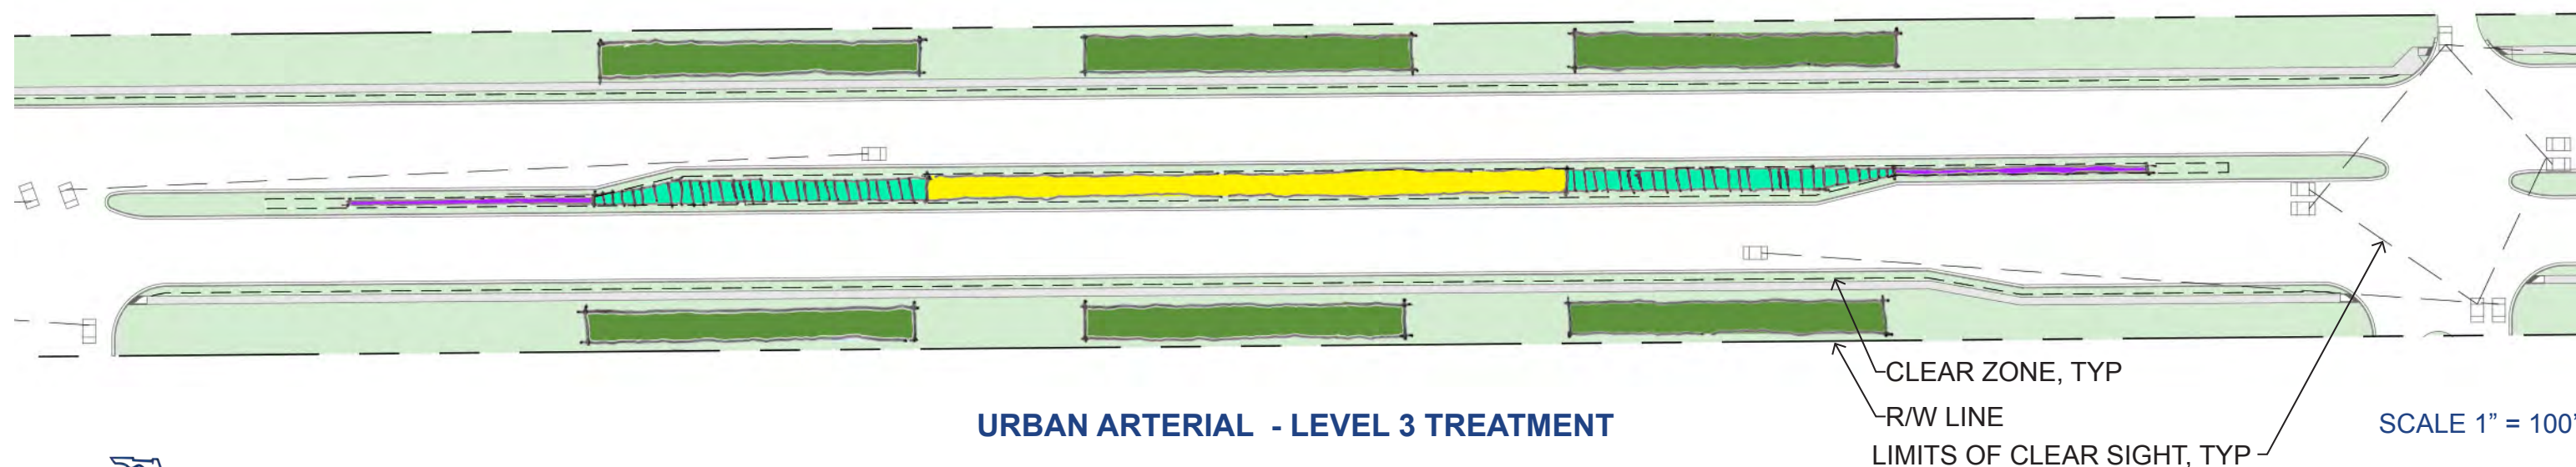 CLEAR ZONE, TYP
URBAN ARTERIAL - LEVEL 3 TREATMENT
R/W LINE
SCALE 1” = 100’
LIMITS OF CLEAR SIGHT, TYP